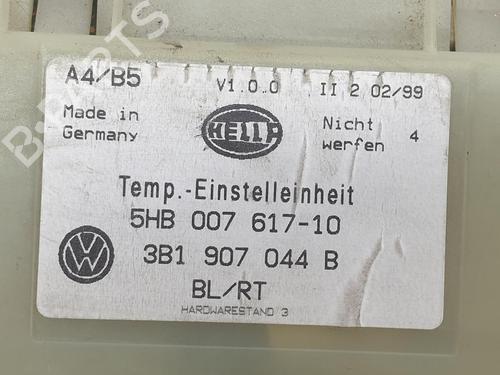 A4/B5 V1.0.0 II 2 02/99
Made in Germany
HELLA
Nicht werfen 4
Temp.-Einstelleinheit
5HB 007 617-10
3B1 907 044 B
BL/RT
HARDWARESTAND 3
B-PARTS